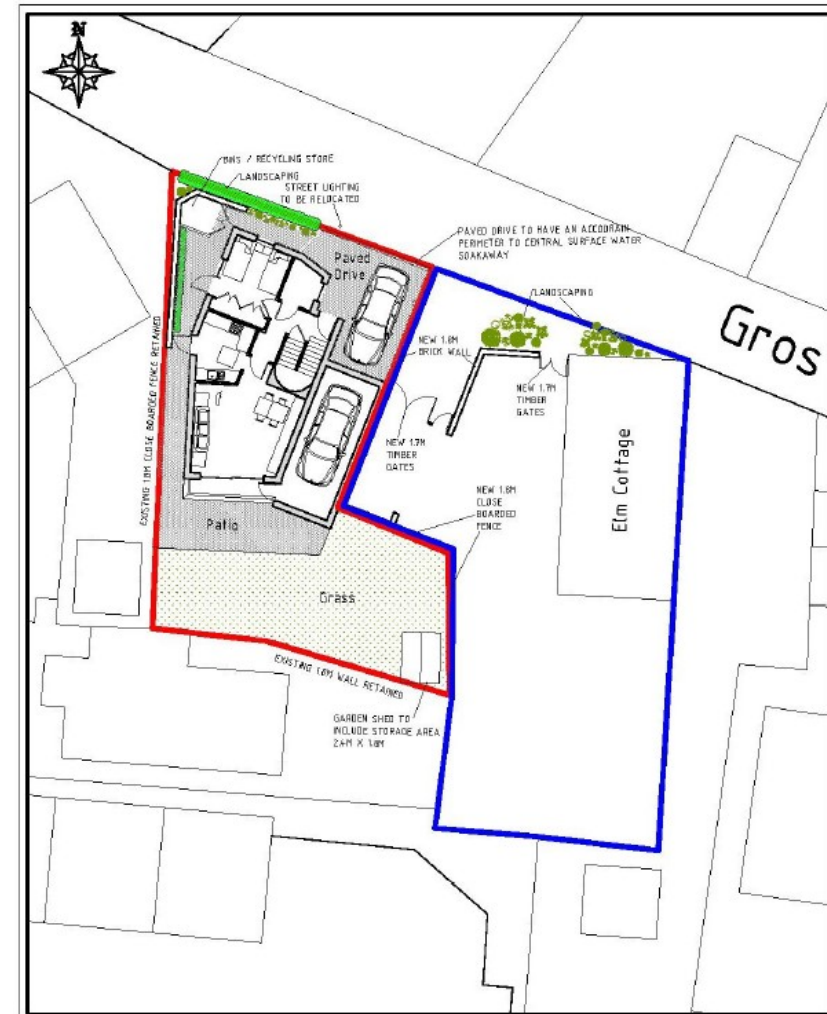 N
BINS / RECYCLING STORE
LANDSCAPING
STREET LIGHTING
TO BE RELOCATED
Paved
Drive
PAVED DRIVE TO HAVE AN ACCODRAIN
PERIMETER TO CENTRAL SURFACE WATER
SOAKAWAY
LANDSCAPING
Gros
NEW 1.8M
BRICK WALL
NEW 1.7M
TIMBER
GATES
NEW 1.7M
TIMBER
GATES
Elm Cottage
EXISTING 1.8M CLOSE BOARDED FENCE RETAINED
NEW 1.6M
CLOSE
BOARDED
FENCE
Patio
Grass
EXISTING 1.8M WALL RETAINED
GARDEN SHED TO
INCLUDE STORAGE AREA
2.4M X 1.8M